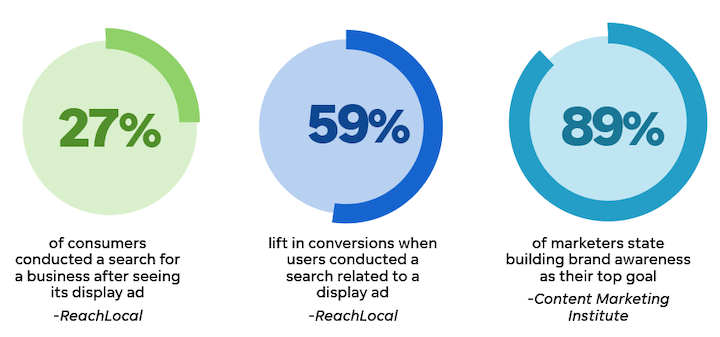 27%
of consumers
conducted a search for
a business after seeing
its display ad
-ReachLocal
59%
lift in conversions when
users conducted a
search related to a
display ad
-ReachLocal
89%
of marketers state
building brand awareness
as their top goal
-Content Marketing
Institute